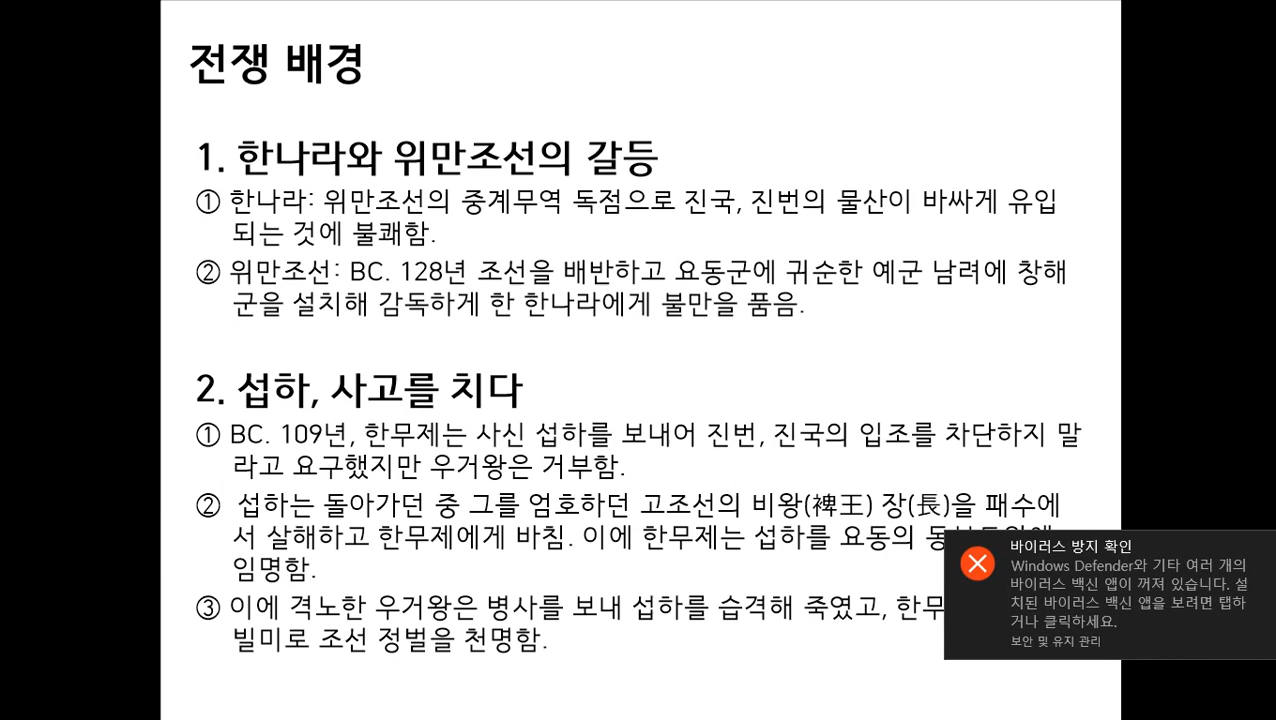 전쟁 배경
1. 한나라와 위만조선의 갈등
① 한나라: 위만조선의 중계무역 독점으로 진국, 진번의 물산이 바싸게 유입
되는 것에 불쾌함.
② 위만조선: BC. 128년 조선을 배반하고 요동군에 귀순한 예군 남려에 창해
군을 설치해 감독하게 한 한나라에게 불만을 품음.
2. 섭하, 사고를 치다
① BC. 109년, 한무제는 사신 섭하를 보내어 진번, 진국의 입조를 차단하지 말
라고 요구했지만 우거왕은 거부함.
② 섭하는 돌아가던 중 그를 엄호하던 고조선의 비왕(裨王) 장(長)을 패수에
서 살해하고 한무제에게 바침. 이에 한무제는 섭하를 요동의
임명함.
③ 이에 격노한 우거왕은 병사를 보내 섭하를 습격해 죽였고,
빌미로 조선 정벌을 천명함.
바이러스 방지 확인
Windows Defender와 기타 여러 개의
바이러스 백신 앱이 꺼져 있습니다. 설
치된 바이러스 백신 앱을 보려면 탭하
거나 클릭하세요.
보안 및 유지 관리